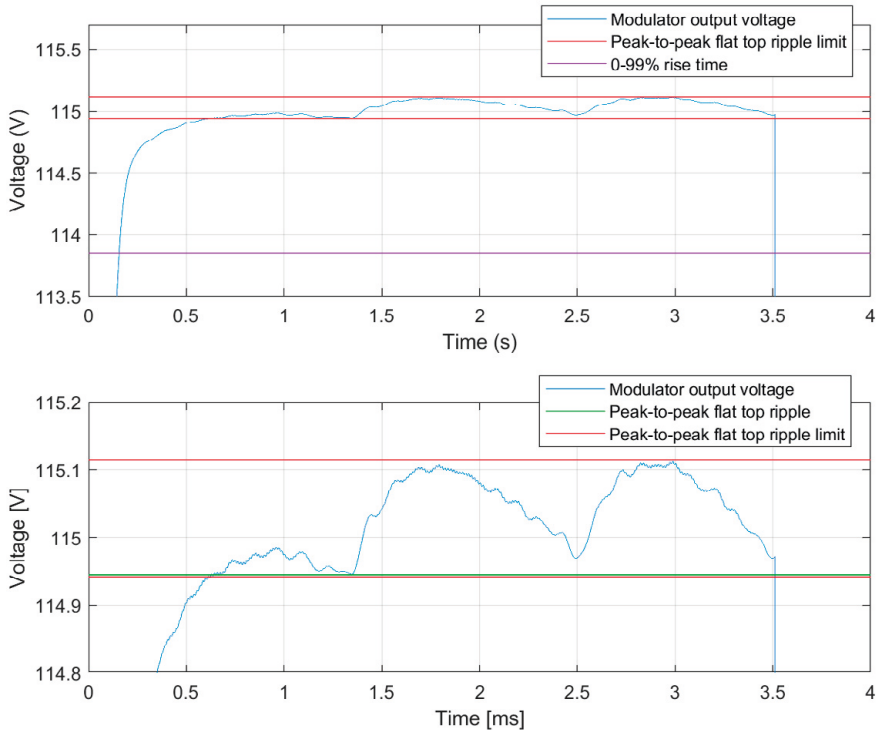 Modulator output voltage
Peak-to-peak flat top ripple limit
0-99% rise time
115.5
115
114.5
114
113.5
Voltage (V)
0 0.5 1 1.5 2 2.5 3 3.5 4
Time (s)
Modulator output voltage
Peak-to-peak flat top ripple
Peak-to-peak flat top ripple limit
115.2
115.1
115
114.9
114.8
Voltage [V]
0 0.5 1 1.5 2 2.5 3 3.5 4
Time [ms]